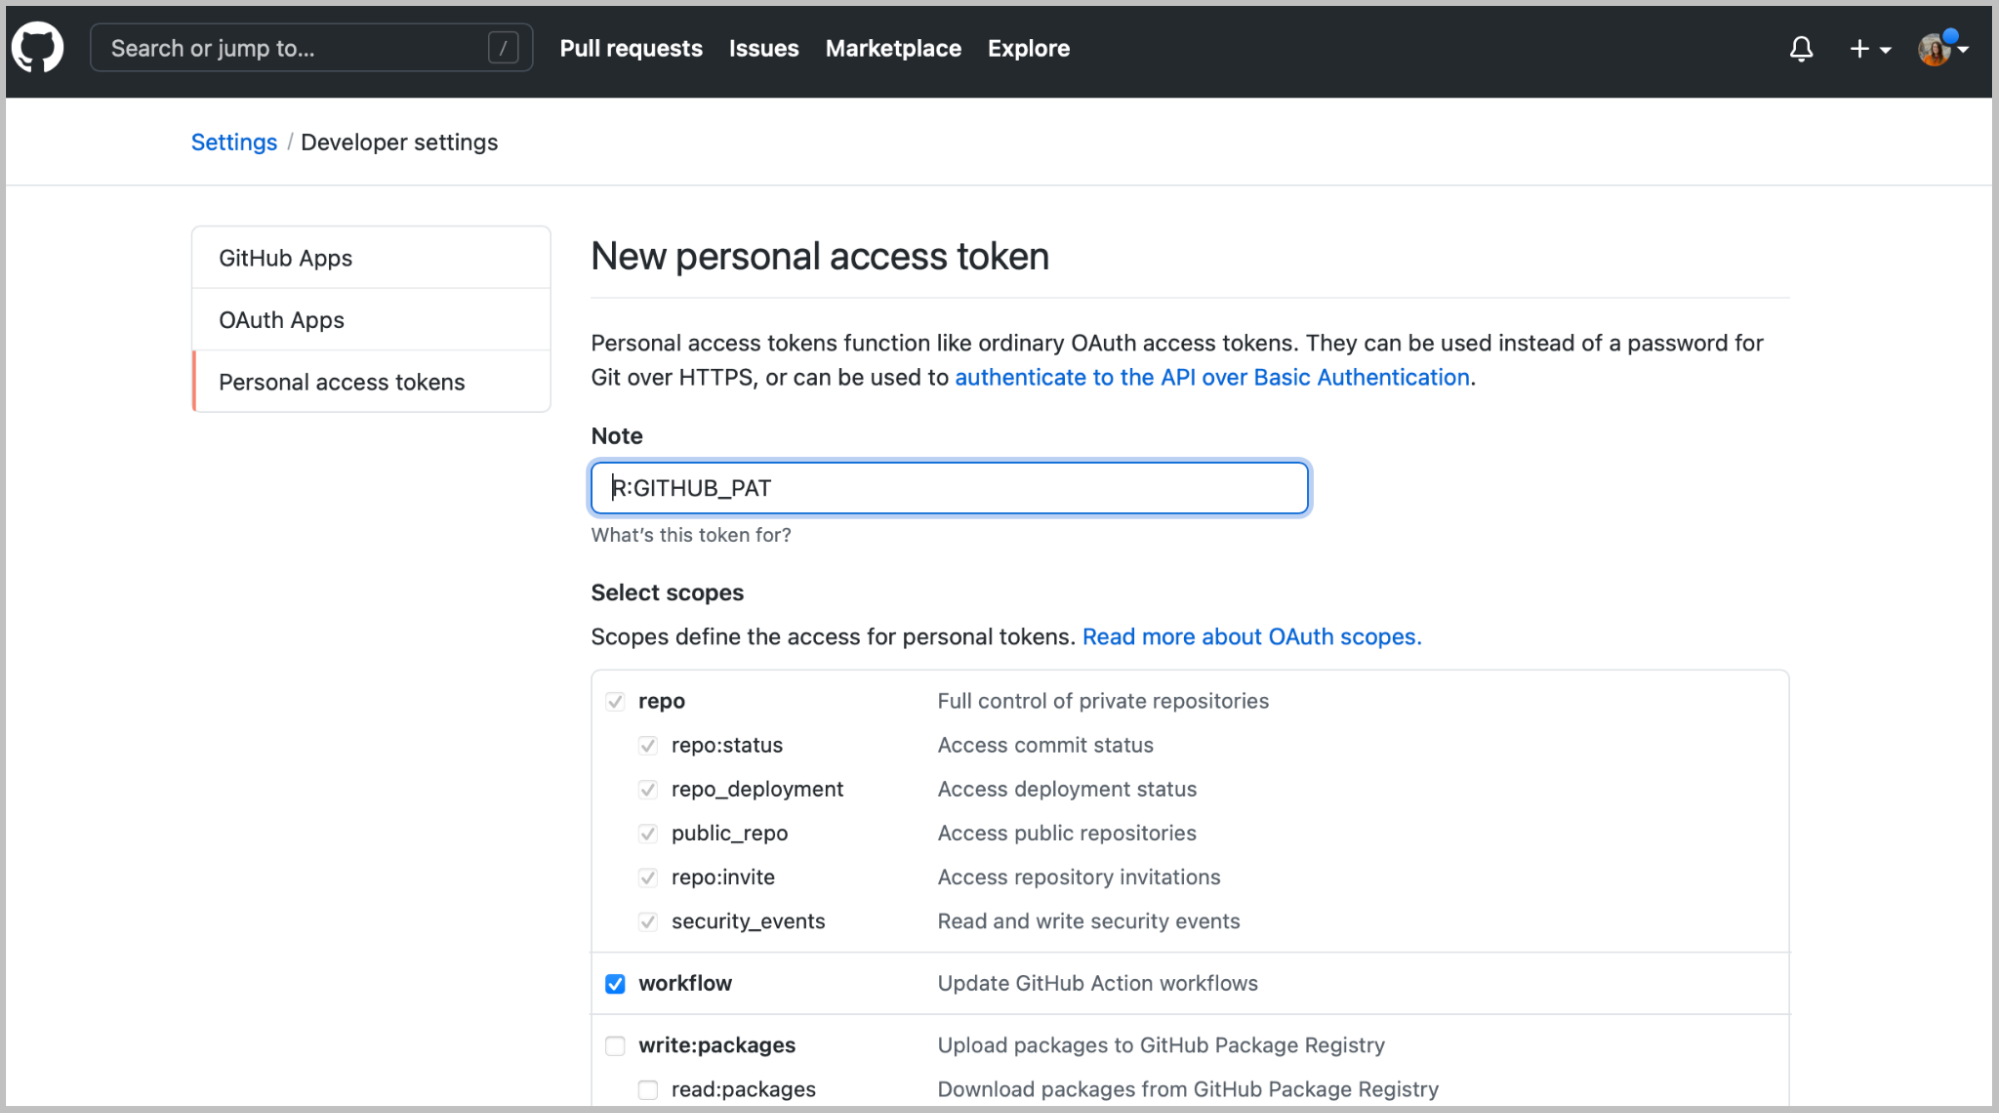 Search or jump to... /
Pull requests
Issues
Marketplace
Explore
Settings / Developer settings
GitHub Apps
OAuth Apps
Personal access tokens
New personal access token
Personal access tokens function like ordinary OAuth access tokens. They can be used instead of a password for
Git over HTTPS, or can be used to authenticate to the API over Basic Authentication.
Note
R:GITHUB_PAT
What’s this token for?
Select scopes
Scopes define the access for personal tokens. Read more about OAuth scopes.
repo Full control of private repositories
repo:status Access commit status
repo_deployment Access deployment status
public_repo Access public repositories
repo:invite Access repository invitations
security_events Read and write security events
workflow Update GitHub Action workflows
write:packages Upload packages to GitHub Package Registry
read:packages Download packages from GitHub Package Registry